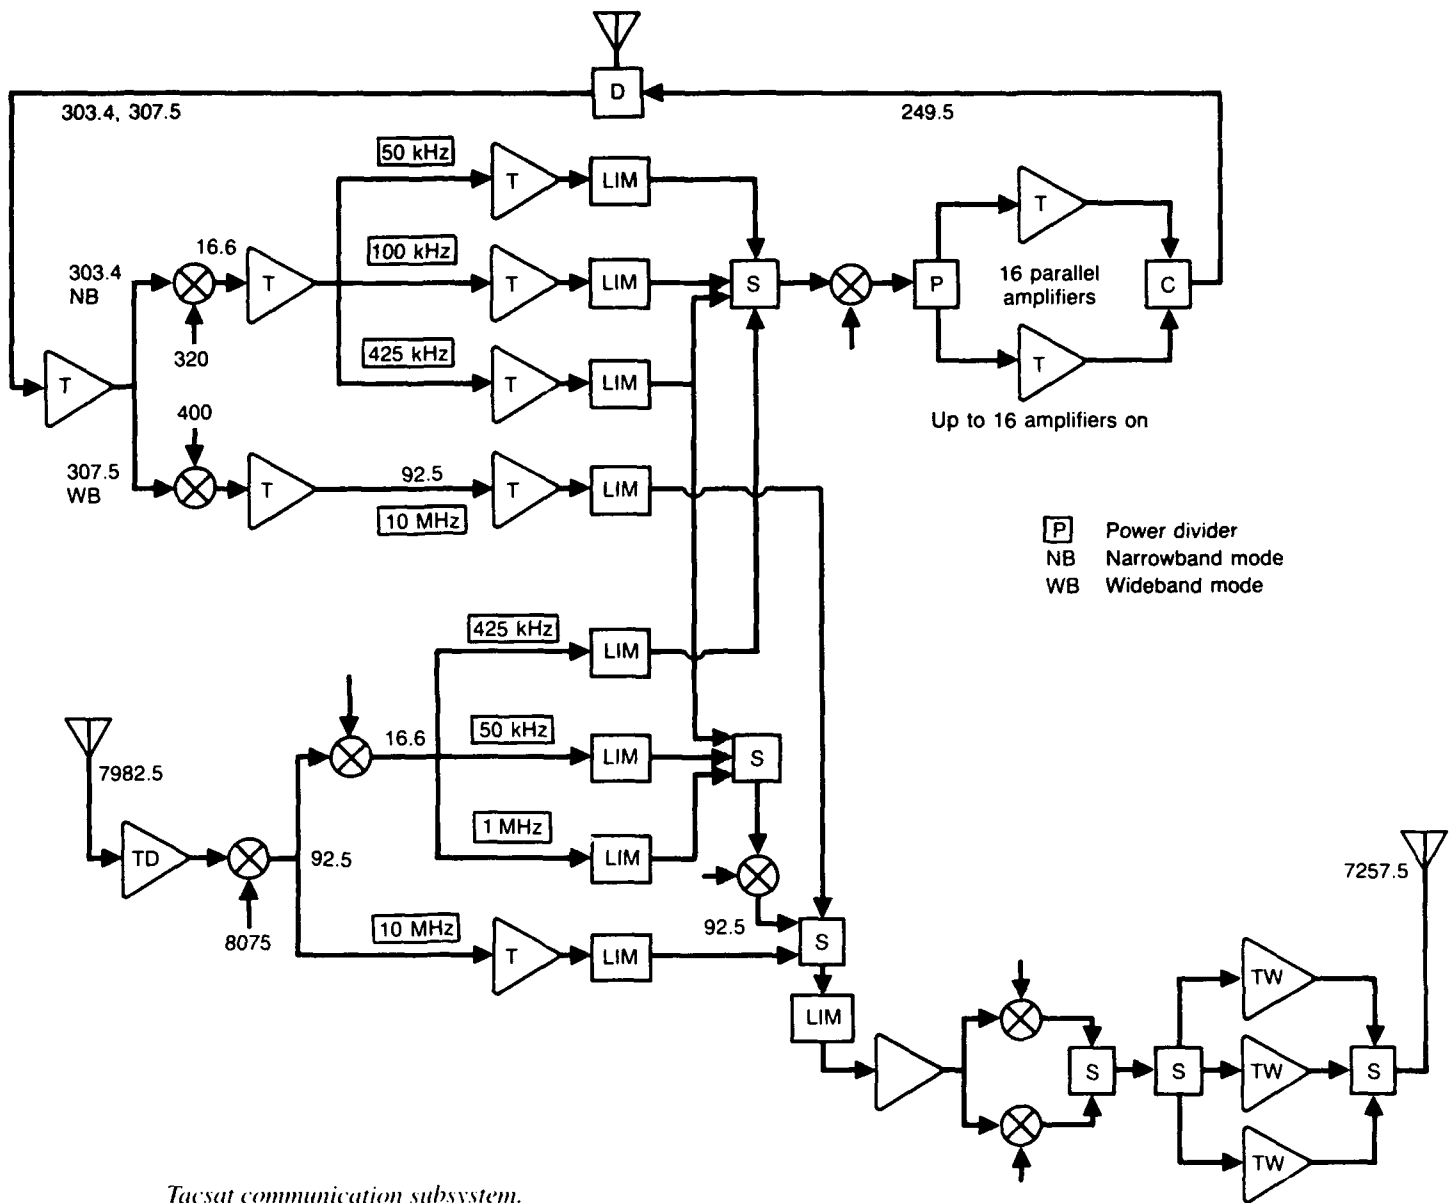 D
303.4, 307.5
249.5
50 kHz
T
LIM
T
16.6
100 kHz
303.4
NB
T
T
LIM
S
P
16 parallel
amplifiers
C
320
425 kHz
T
T
LIM
T
400
Up to 16 amplifiers on
307.5
WB
T
92.5
10 MHz
T
LIM
P Power divider
NB Narrowband mode
WB Wideband mode
425 kHz
LIM
16.6
50 kHz
LIM
S
7982.5
1 MHz
TD
92.5
LIM
7257.5
8075
10 MHz
T
LIM
92.5
S
TW
LIM
S
S
TW
S
TW
Tacsat communication subsystem.